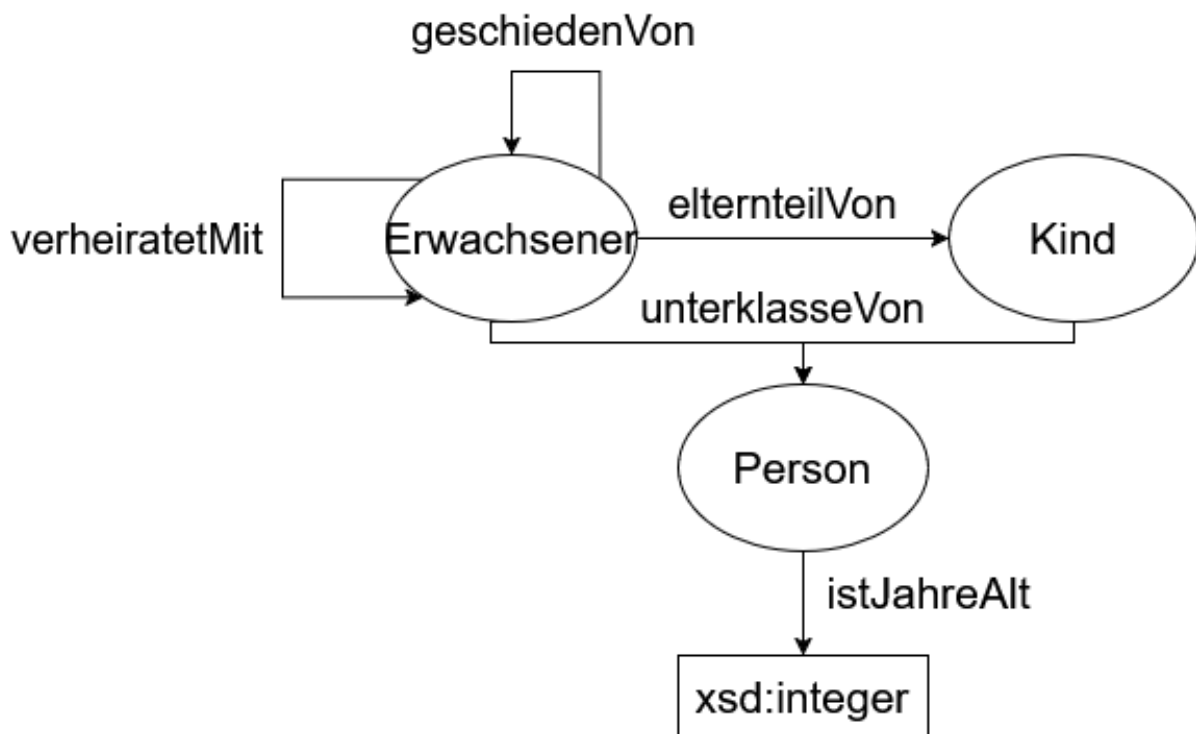 geschiedenVon
verheiratetMit
Erwachsener
elternteilVon
Kind
unterklasseVon
Person
istJahreAlt
xsd:integer